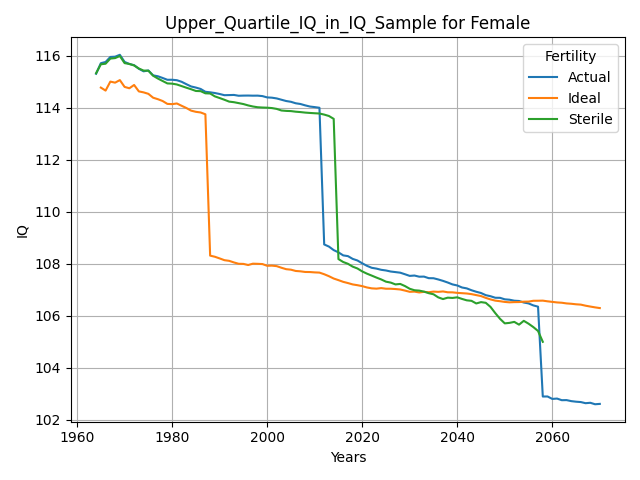 Upper_Quartile_IQ_in_IQ_Sample for Female
Fertility
Actual
Ideal
Sterile
116
114
112
110
108
106
104
102
IQ
1960
1980
2000
2020
2040
2060
Years